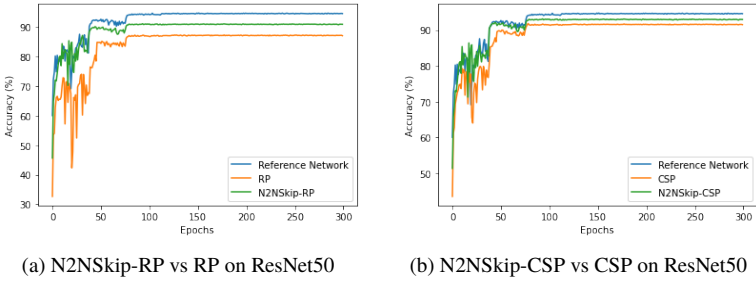 90
80
70
60
50
40
30
Accuracy (%)
0
50
100
150
200
250
300
Epochs
Reference Network
RP
N2NSkip-RP
90
80
70
60
50
Accuracy (%)
0
50
100
150
200
250
300
Epochs
Reference Network
CSP
N2NSkip-CSP
(a) N2NSkip-RP vs RP on ResNet50
(b) N2NSkip-CSP vs CSP on ResNet50